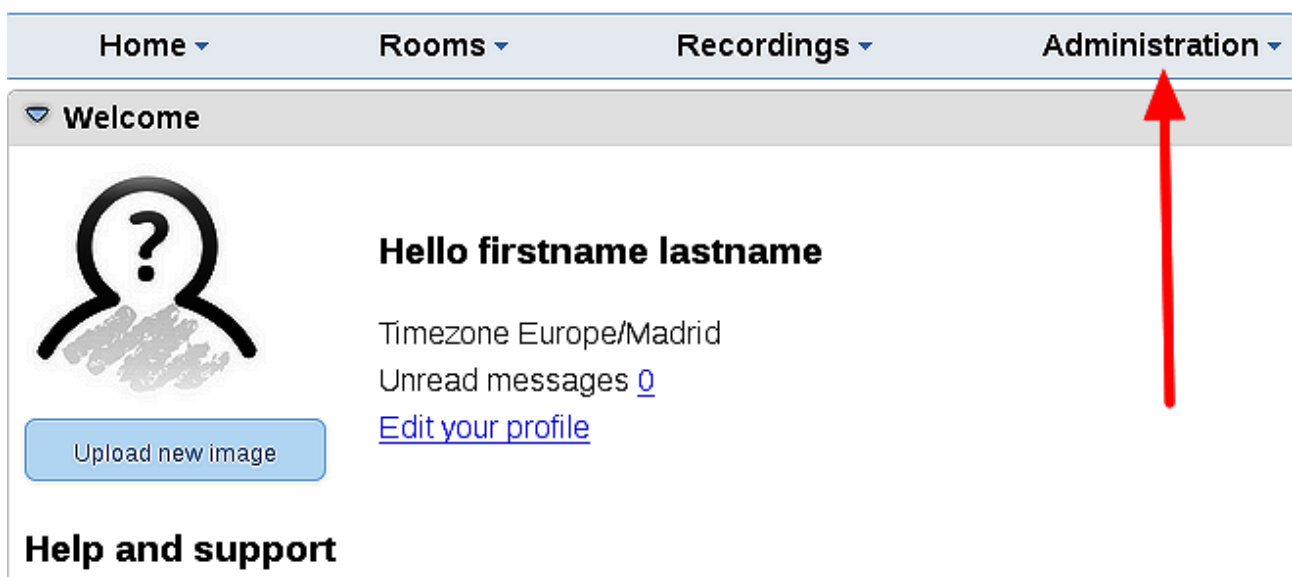 Home Rooms Recordings Administration
Welcome
?
Hello firstname lastname
Timezone Europe/Madrid
Unread messages 0
Edit your profile
Upload new image
Help and support